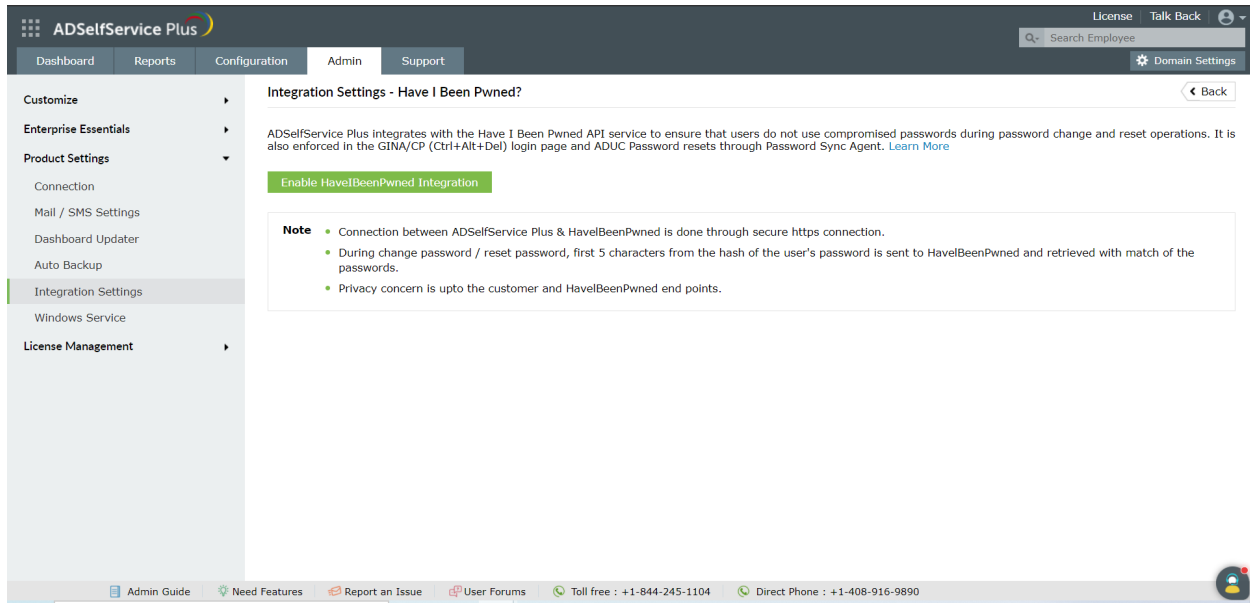 License Talk Back
ADSelfService Plus
Search Employee
Dashboard Reports Configuration Admin Support Domain Settings
Customize
Enterprise Essentials
Product Settings
Connection
Mail / SMS Settings
Dashboard Updater
Auto Backup
Integration Settings
Windows Service
License Management
Integration Settings - Have I Been Pwned?
Back
ADSelfService Plus integrates with the Have I Been Pwned API service to ensure that users do not use compromised passwords during password change and reset operations. It is
also enforced in the GINA/CP (Ctrl+Alt+Del) login page and ADUC Password resets through Password Sync Agent. Learn More
Enable HaveIBeenPwned Integration
Note
Connection between ADSelfService Plus & HaveIBeenPwned is done through secure https connection.
During change password / reset password, first 5 characters from the hash of the user's password is sent to HaveIBeenPwned and retrieved with match of the
passwords.
Privacy concern is upto the customer and HaveIBeenPwned end points.
Admin Guide Need Features Report an Issue User Forums Toll free : +1-844-245-1104 Direct Phone : +1-408-916-9890